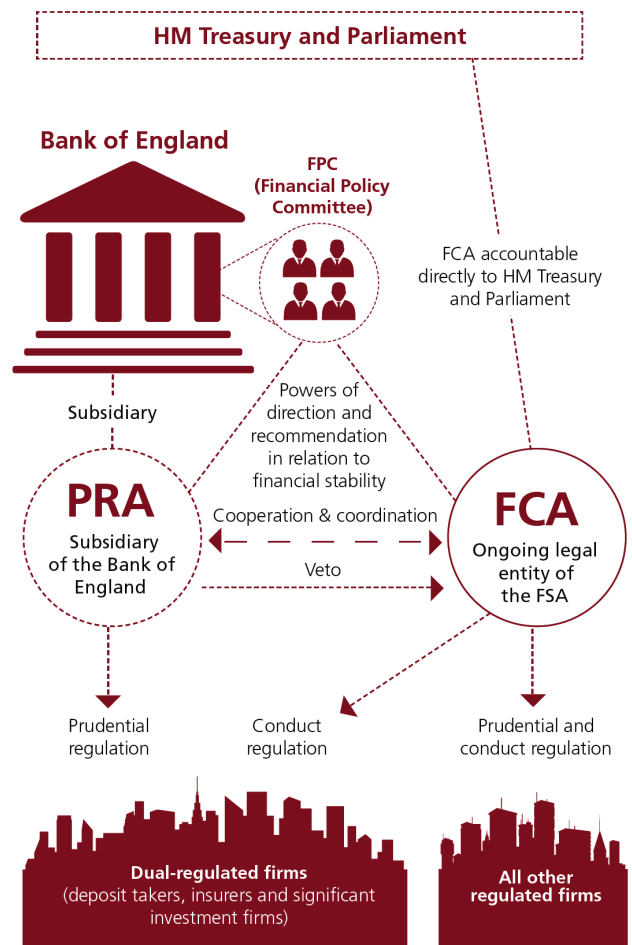 HM Treasury and Parliament
Bank of England
FPC
(Financial Policy
Committee)
FCA accountable
directly to HM Treasury
and Parliament
Subsidiary
Powers of
direction and
recommendation
in relation to
financial stability
PRA
Subsidiary
of the Bank of
England
Cooperation & coordination
Veto
FCA
Ongoing legal
entity of
the FSA
Prudential
regulation
Conduct
regulation
Prudential and
conduct regulation
Dual-regulated firms
(deposit takers, insurers and significant
investment firms)
All other
regulated firms